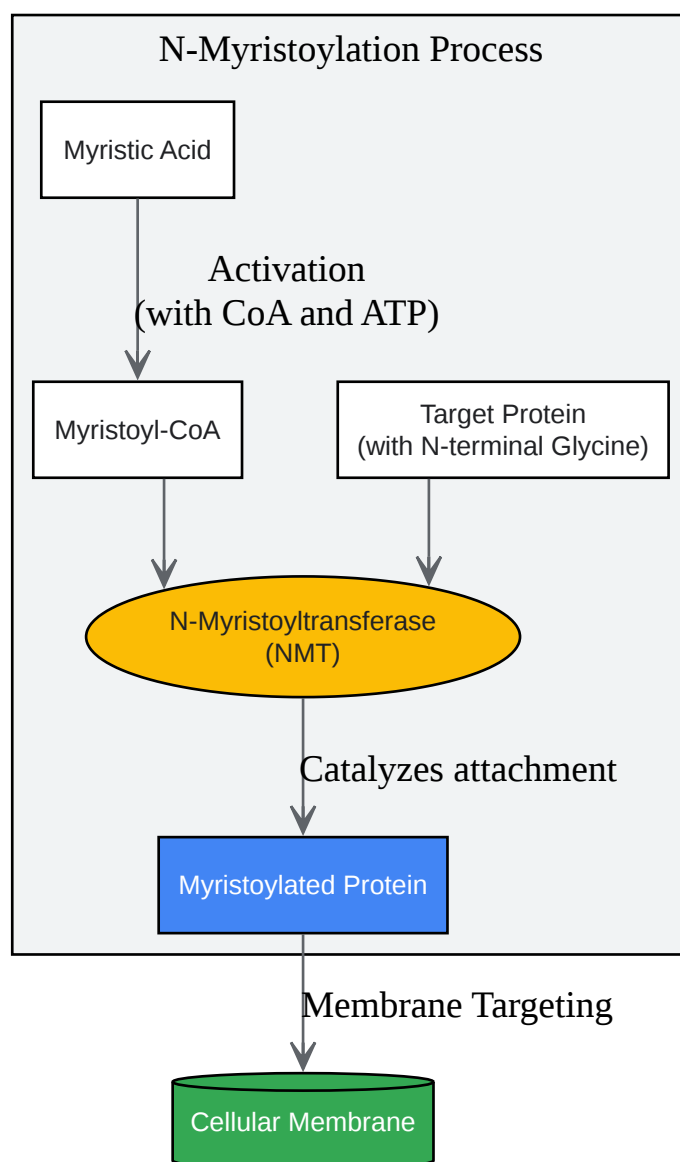 N-Myristoylation Process
Myristic Acid
Activation
(with CoA and ATP)
Myristoyl-CoA
Target Protein
(with N-terminal Glycine)
N-Myristoyltransferase
(NMT)
Catalyzes attachment
Myristoylated Protein
Membrane Targeting
Cellular Membrane